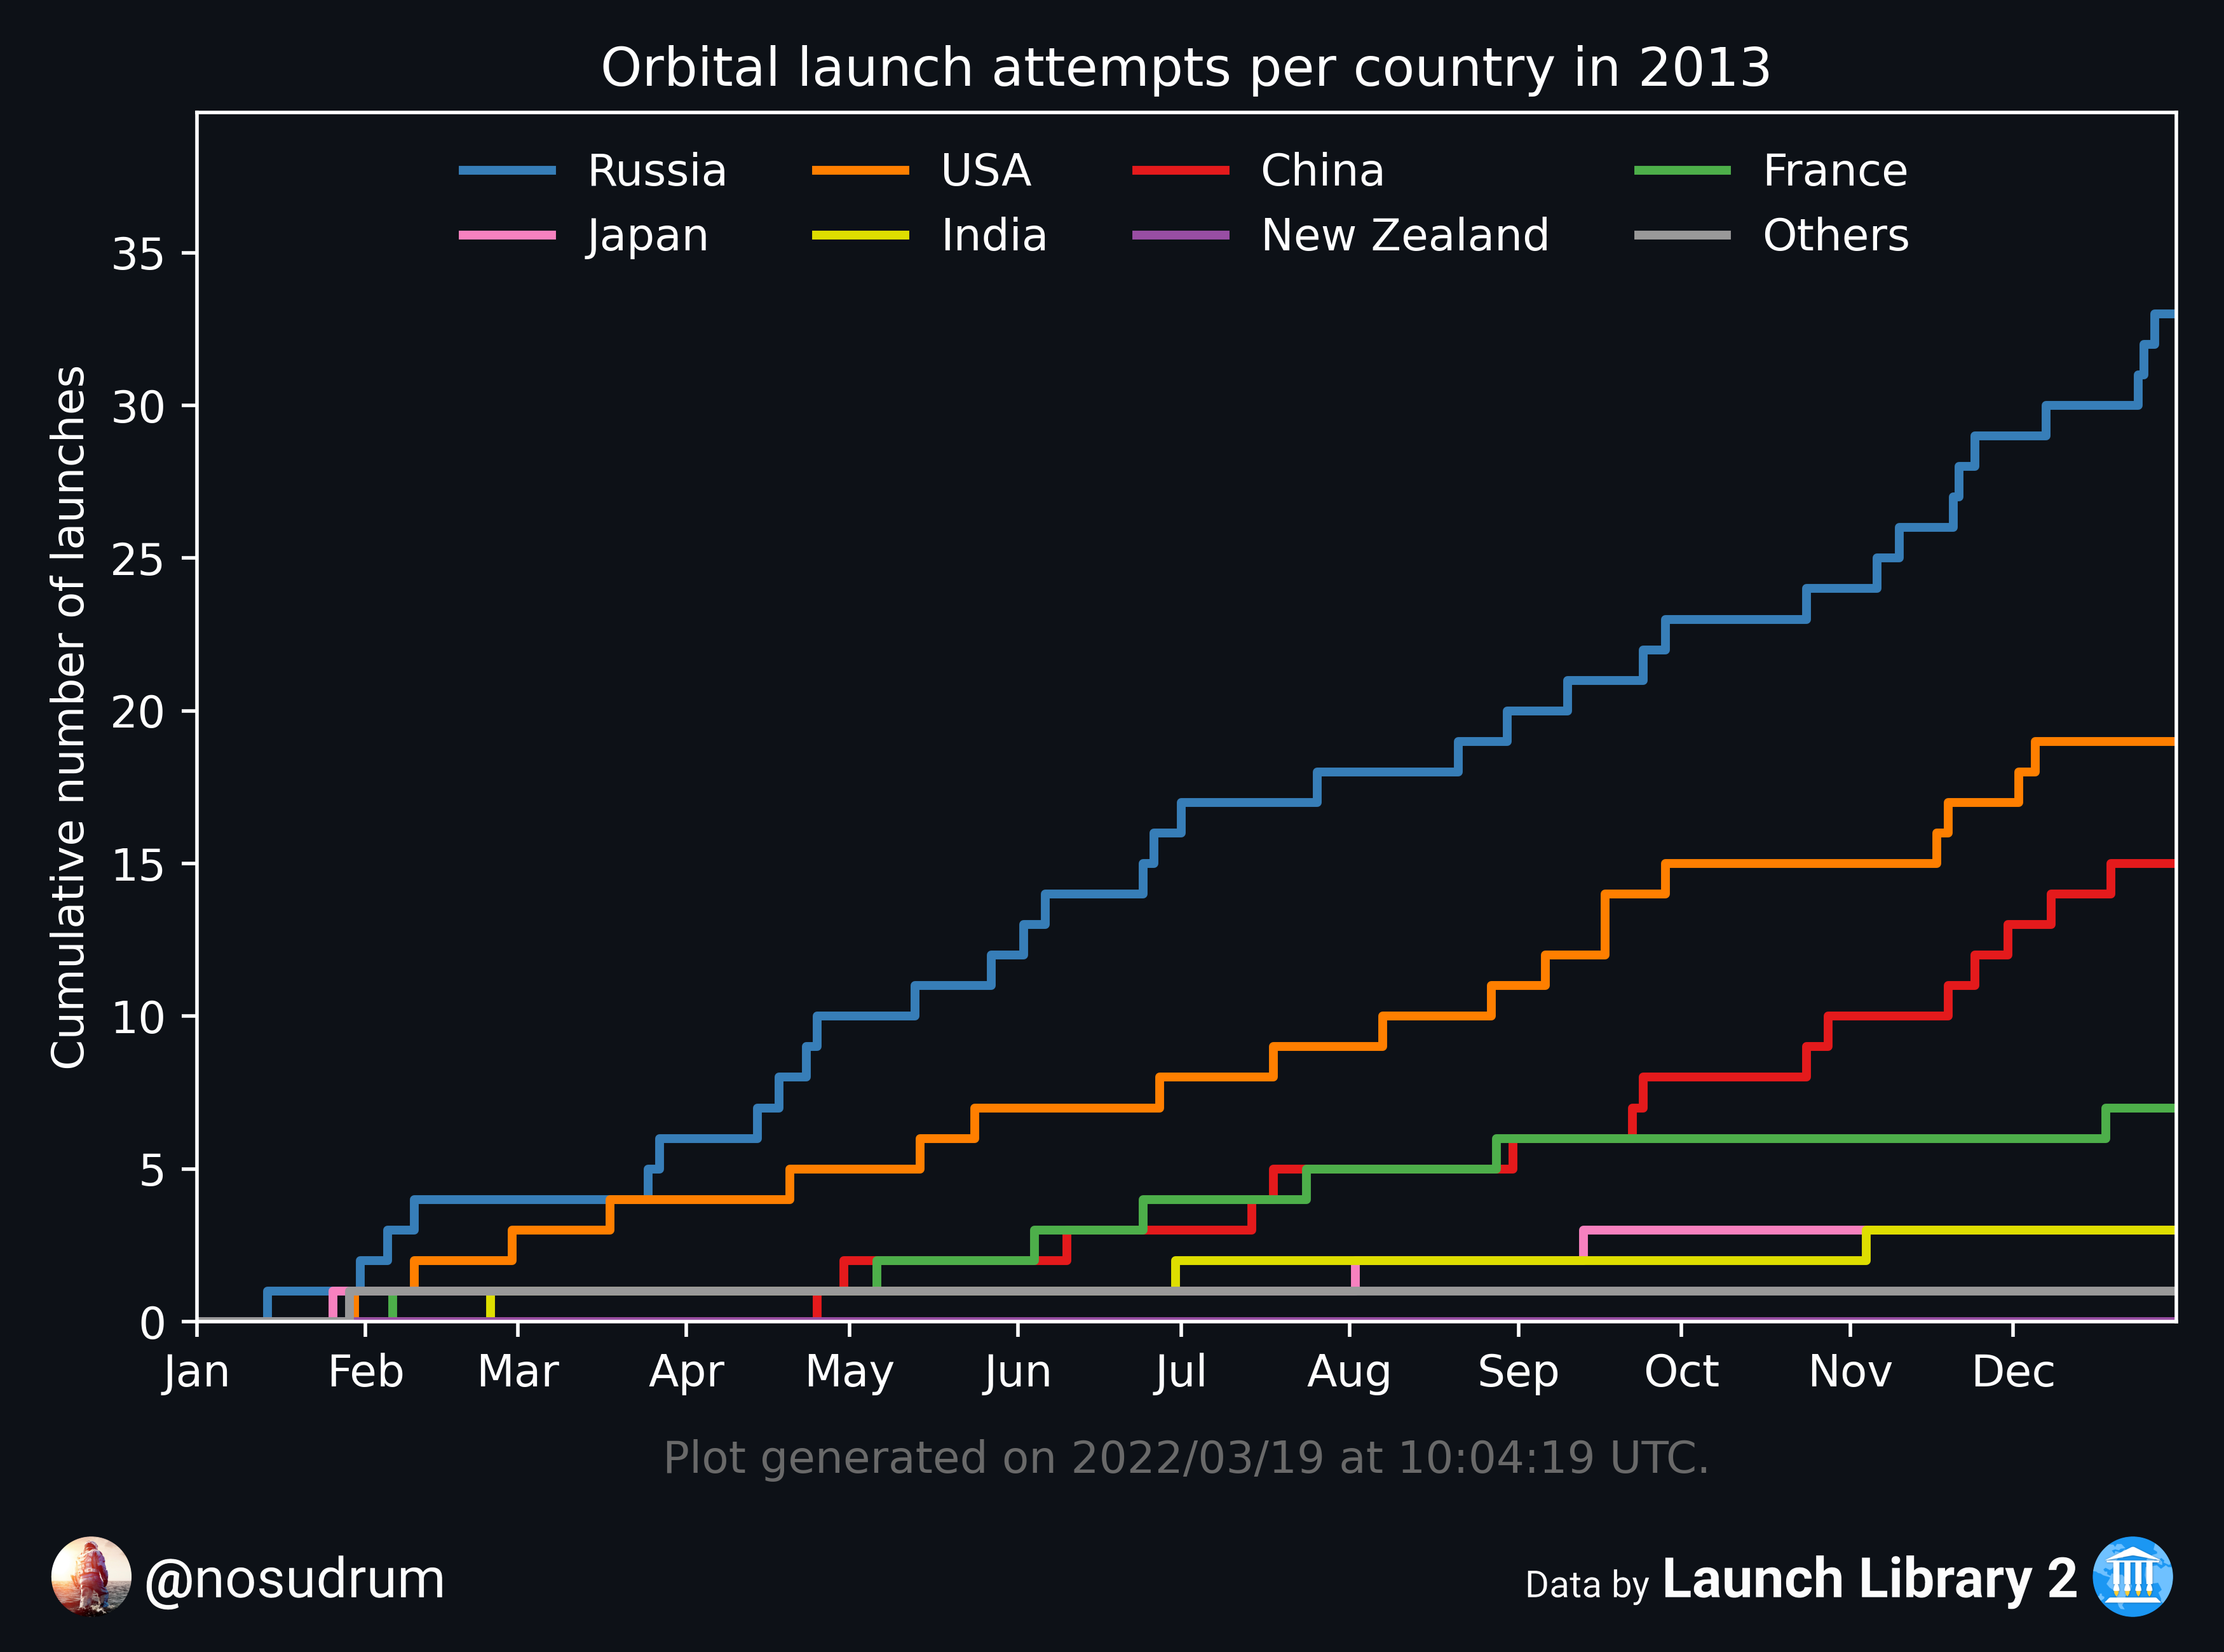 Orbital launch attempts per country in 2013
Russia USA China France
Japan India New Zealand Others
Cumulative number of launches
35
30
25
20
15
10
5
0
Jan Feb Mar Apr May Jun Jul Aug Sep Oct Nov Dec
Plot generated on 2022/03/19 at 10:04:19 UTC.
@nosudrum
Data by Launch Library 2